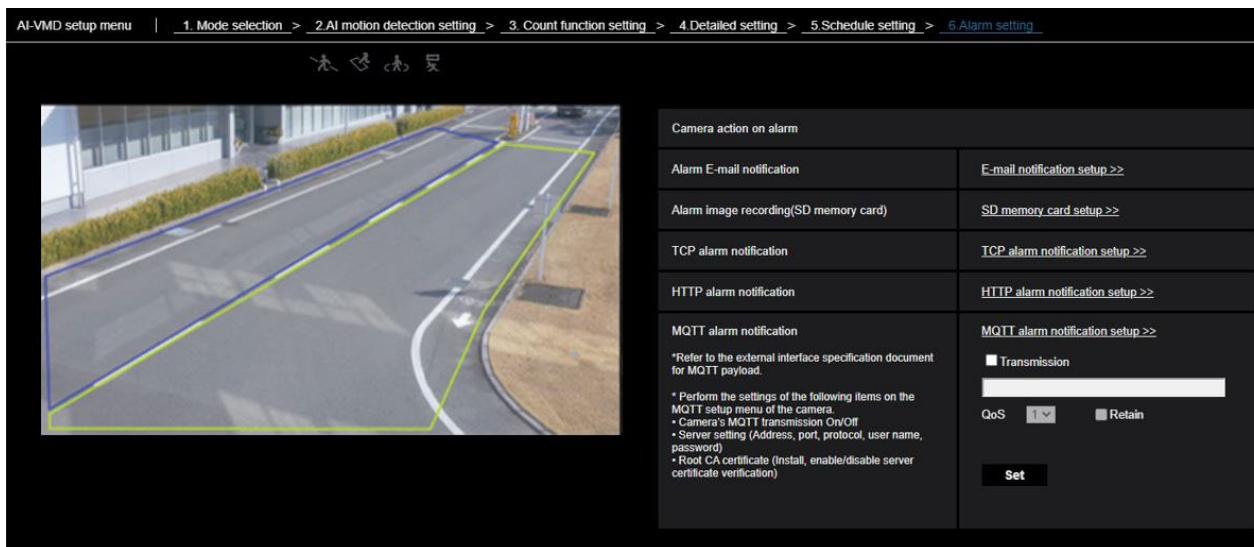 AI-VMD setup menu | 1. Mode selection > 2.AI motion detection setting > 3. Count function setting > 4.Detailed setting > 5.Schedule setting > 6.Alarm setting
Camera action on alarm
Alarm E-mail notification
E-mail notification setup >>
Alarm image recording(SD memory card)
SD memory card setup >>
TCP alarm notification
TCP alarm notification setup >>
HTTP alarm notification
HTTP alarm notification setup >>
MQTT alarm notification
*Refer to the external interface specification document
for MQTT payload.
* Perform the settings of the following items on the
MQTT setup menu of the camera.
• Camera's MQTT transmission On/Off
• Server setting (Address, port, protocol, user name,
password)
• Root CA certificate (Install, enable/disable server
certificate verification)
MQTT alarm notification setup >>
Transmission
QoS 1 Retain
Set